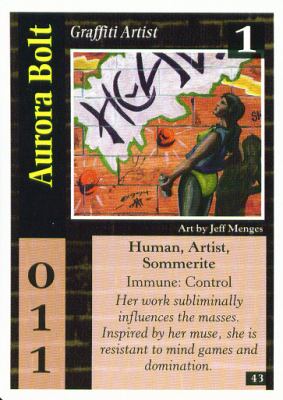 Aurora Bolt
Graffiti Artist
1
Art by Jeff Menges
Human, Artist,
Sommerite
Immune: Control
Her work subliminally
influences the masses.
Inspired by her muse, she is
resistant to mind games and
domination.
0
1
1
43